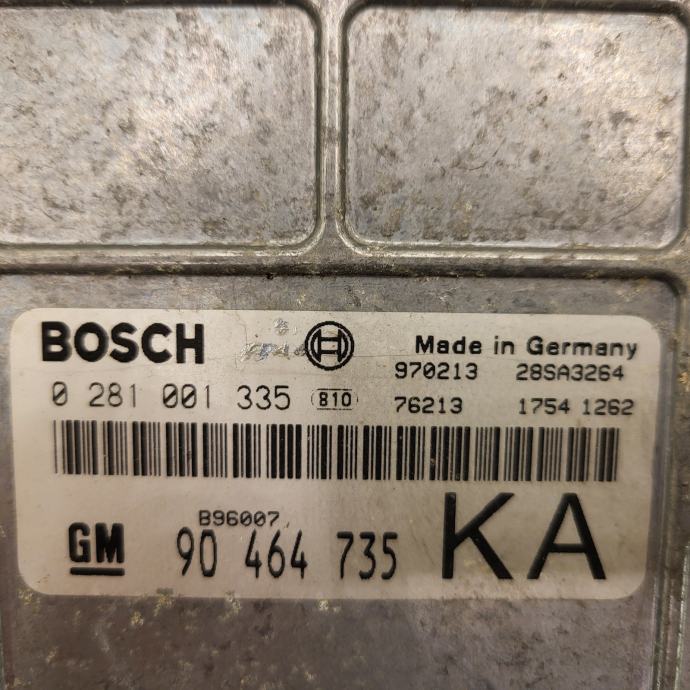 BOSCH Made in Germany
970213 28SA3264
0 281 001 335 810 76213 1754 1262
B96007
GM 90 464 735 KA